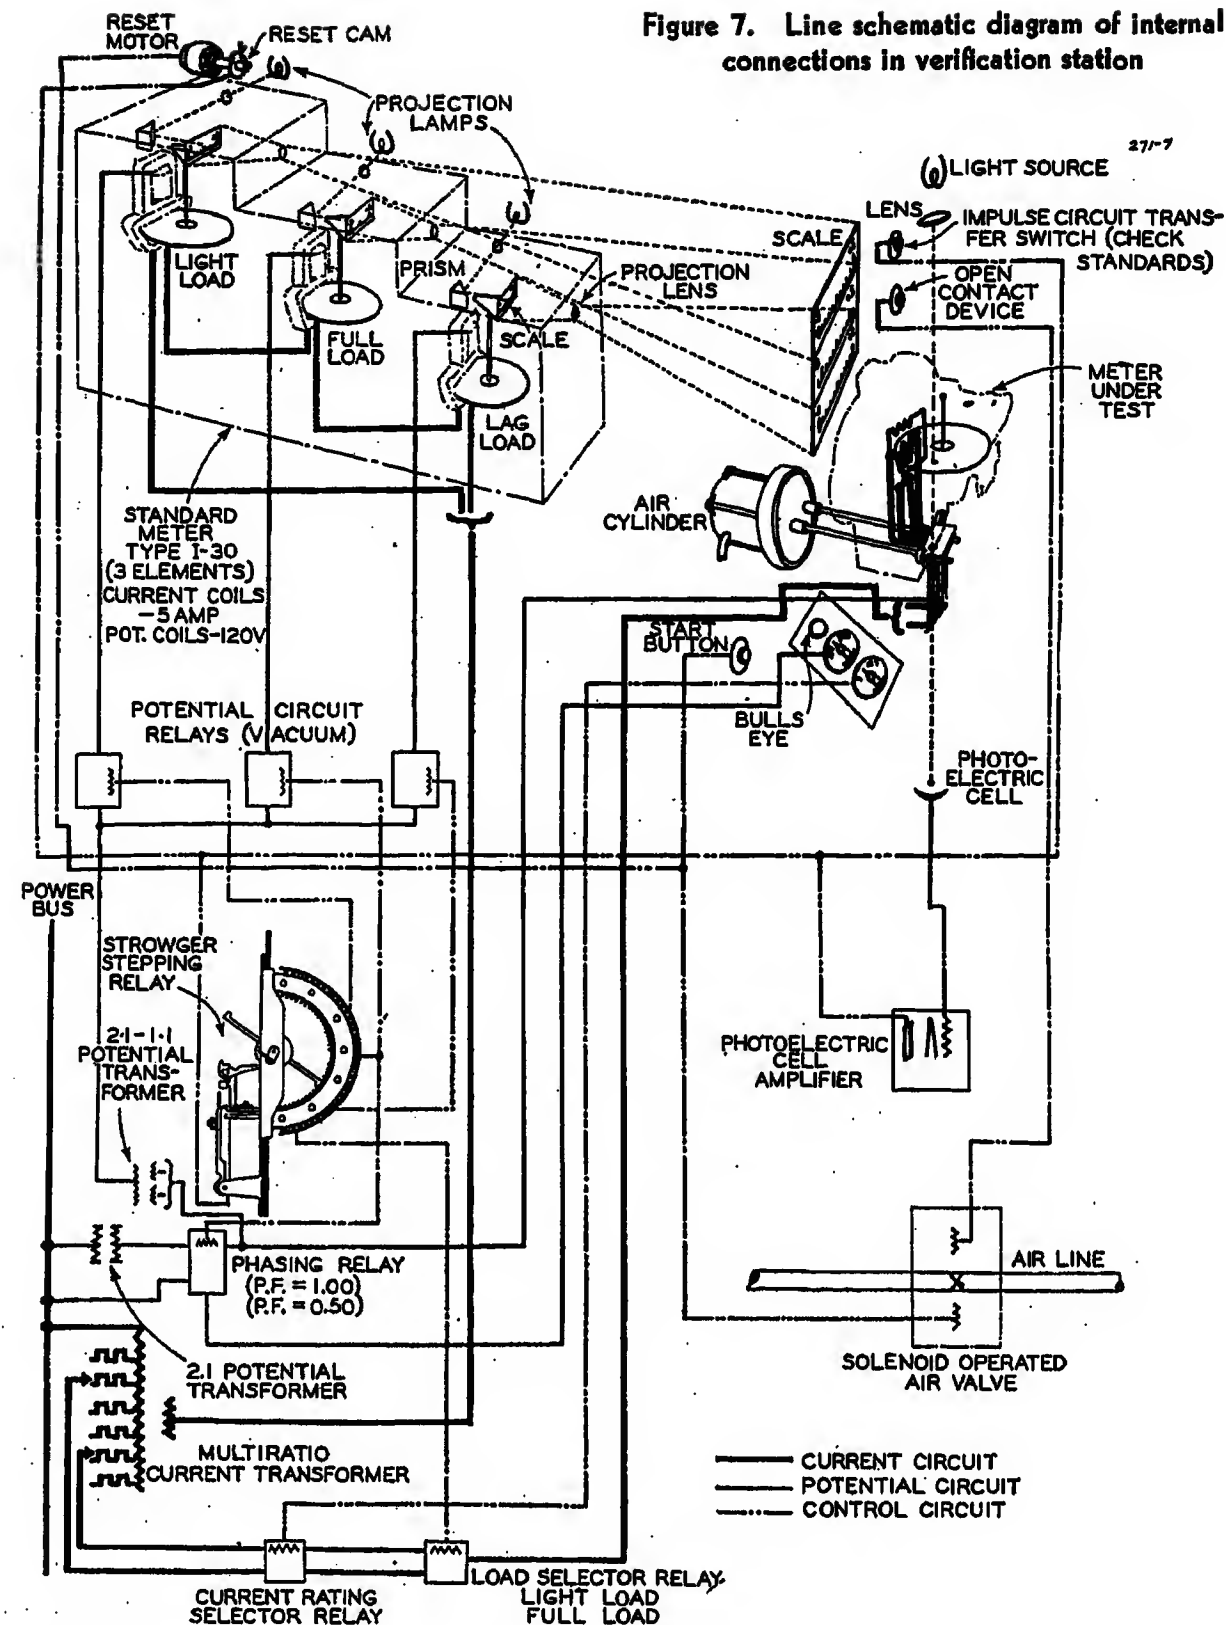 Figure 7. Line schematic diagram of internal
connections in verification station
271-7
RESET
MOTOR
RESET CAM
PROJECTION
LAMPS
LIGHT SOURCE
LENS
IMPULSE CIRCUIT TRANS-
FER SWITCH (CHECK
STANDARDS)
SCALE
OPEN
CONTACT
DEVICE
LIGHT
LOAD
PRISM
PROJECTION
LENS
FULL
LOAD
SCALE
METER
UNDER
TEST
LAG
LOAD
AIR
CYLINDER
STANDARD
METER
TYPE I-30
(3 ELEMENTS)
CURRENT COILS
-5 AMP
POT. COILS-120V
START
BUTTON
POTENTIAL CIRCUIT
RELAYS (VACUUM)
BULLS
EYE
PHOTO-
ELECTRIC
CELL
POWER
BUS
STROWGER
STEPPING
RELAY
2.1-1.1
POTENTIAL
TRANS-
FORMER
PHOTOELECTRIC
CELL
AMPLIFIER
PHASING RELAY
(P.F. = 1.00)
(P.F. = 0.50)
AIR LINE
2.1 POTENTIAL
TRANSFORMER
SOLENOID OPERATED
AIR VALVE
MULTIRATIO
CURRENT TRANSFORMER
CURRENT CIRCUIT
POTENTIAL CIRCUIT
CONTROL CIRCUIT
CURRENT RATING
SELECTOR RELAY
LOAD SELECTOR RELAY
LIGHT LOAD
FULL LOAD